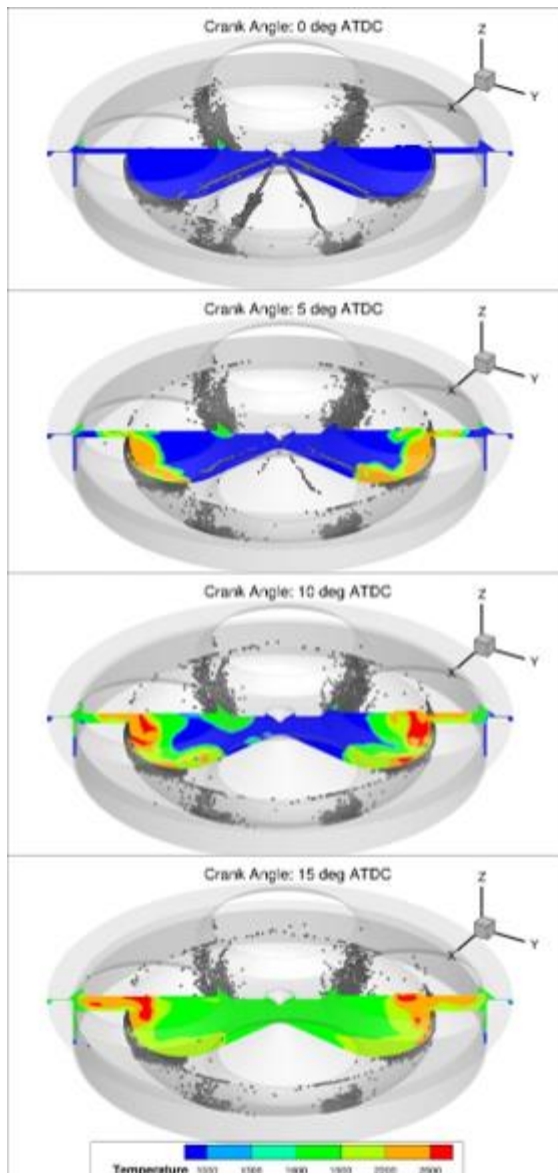 Crank Angle: 0 deg ATDC
Z
X
Y
Crank Angle: 5 deg ATDC
Z
X
Y
Crank Angle: 10 deg ATDC
Z
X
Y
Crank Angle: 15 deg ATDC
Z
X
Y
Temperature